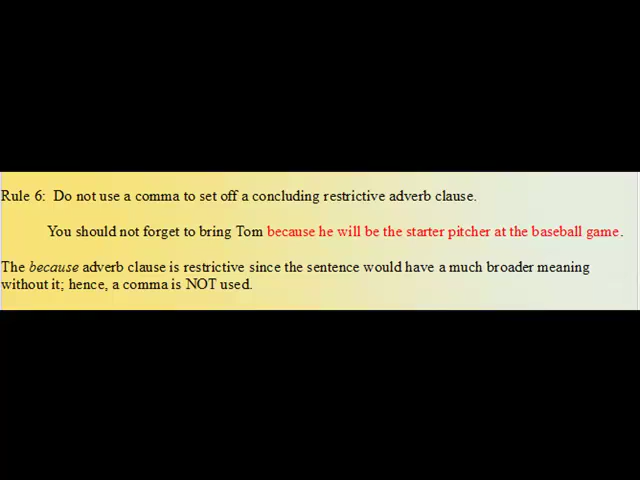 Rule 6:  Do not use a comma to set off a concluding restrictive adverb clause.
You should not forget to bring Tom because he will be the starter pitcher at the baseball game.
The because adverb clause is restrictive since the sentence would have a much broader meaning
without it; hence, a comma is NOT used.